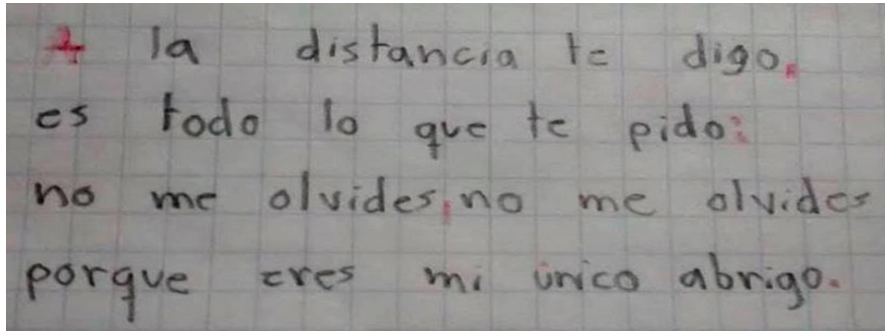 A la distancia te digo,
es todo lo que te pido:
no me olvides, no me olvides
porque eres mi único abrigo.